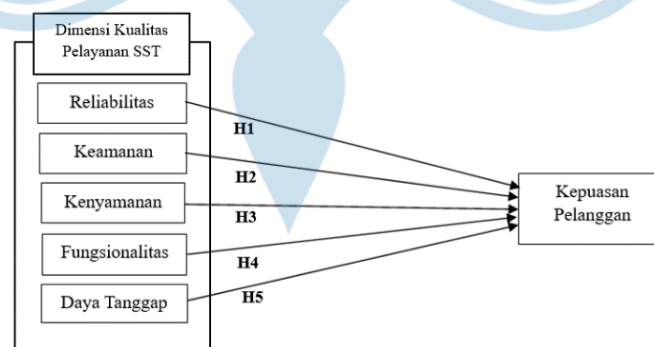 Dimensi Kualitas
Pelayanan SST
Reliabilitas
Keamanan
Kenyamanan
Fungsionalitas
Daya Tanggap
H1
H2
H3
H4
H5
Kepuasan
Pelanggan